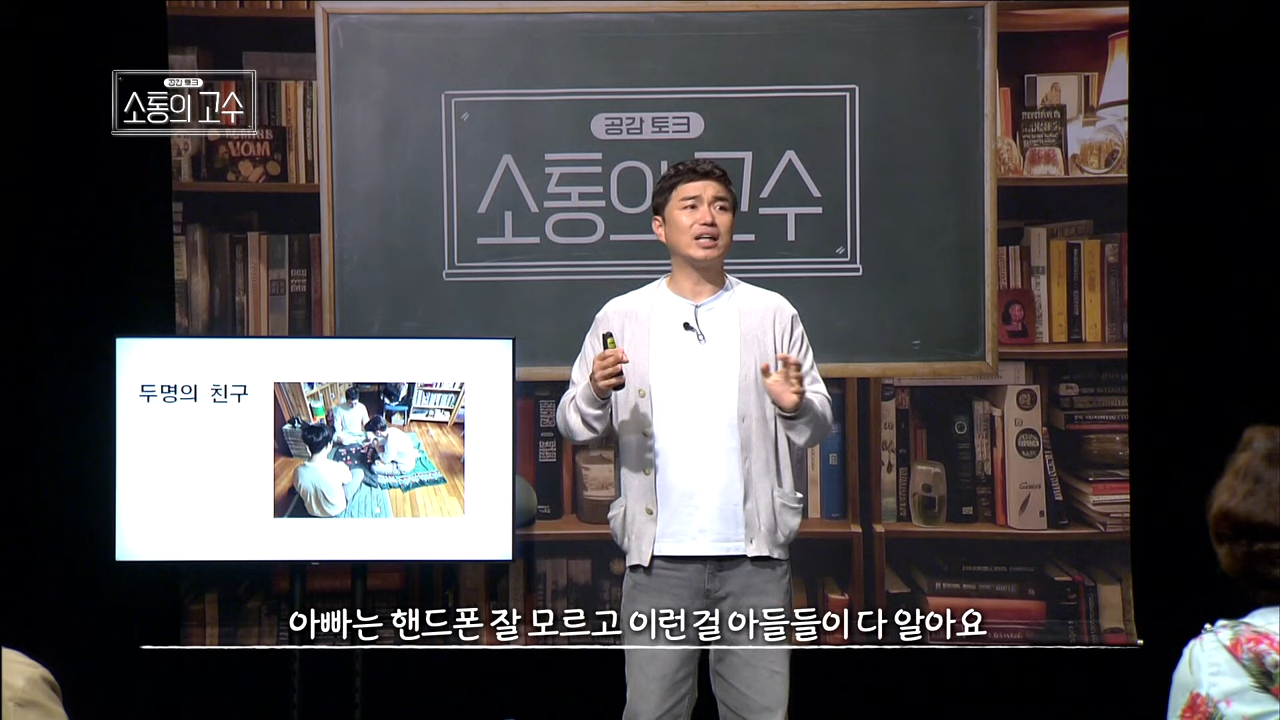 공감 토크
소통의 고수
공감 토크
소통의 고수
두명의 친구
아빠는 핸드폰 잘 모르고 이런 걸 아들들이 다 알아요